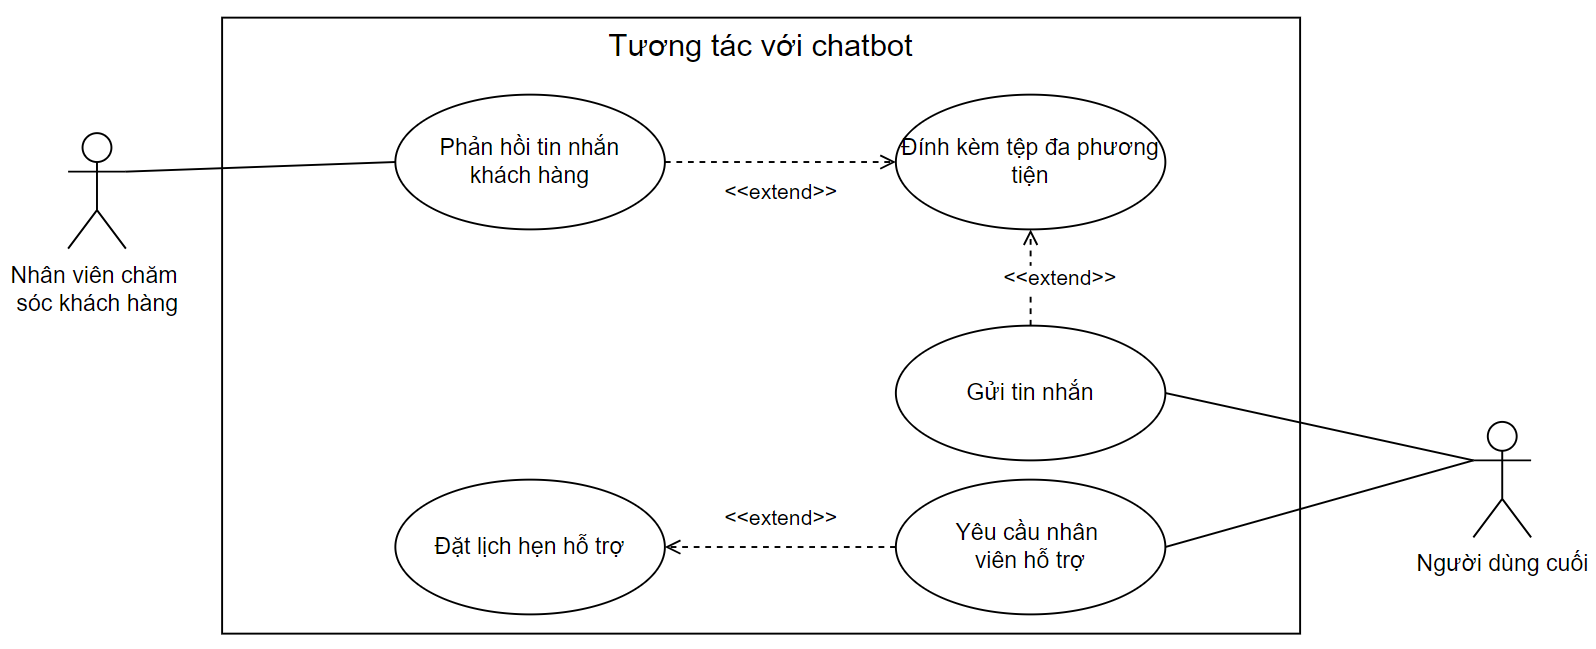 Tương tác với chatbot
Phản hồi tin nhắn
khách hàng
<<extend>>
Đính kèm tệp đa phương
tiện
Nhân viên chăm
sóc khách hàng
<<extend>>
Gửi tin nhắn
Đặt lịch hẹn hỗ trợ
<<extend>>
Yêu cầu nhân
viên hỗ trợ
Người dùng cuối